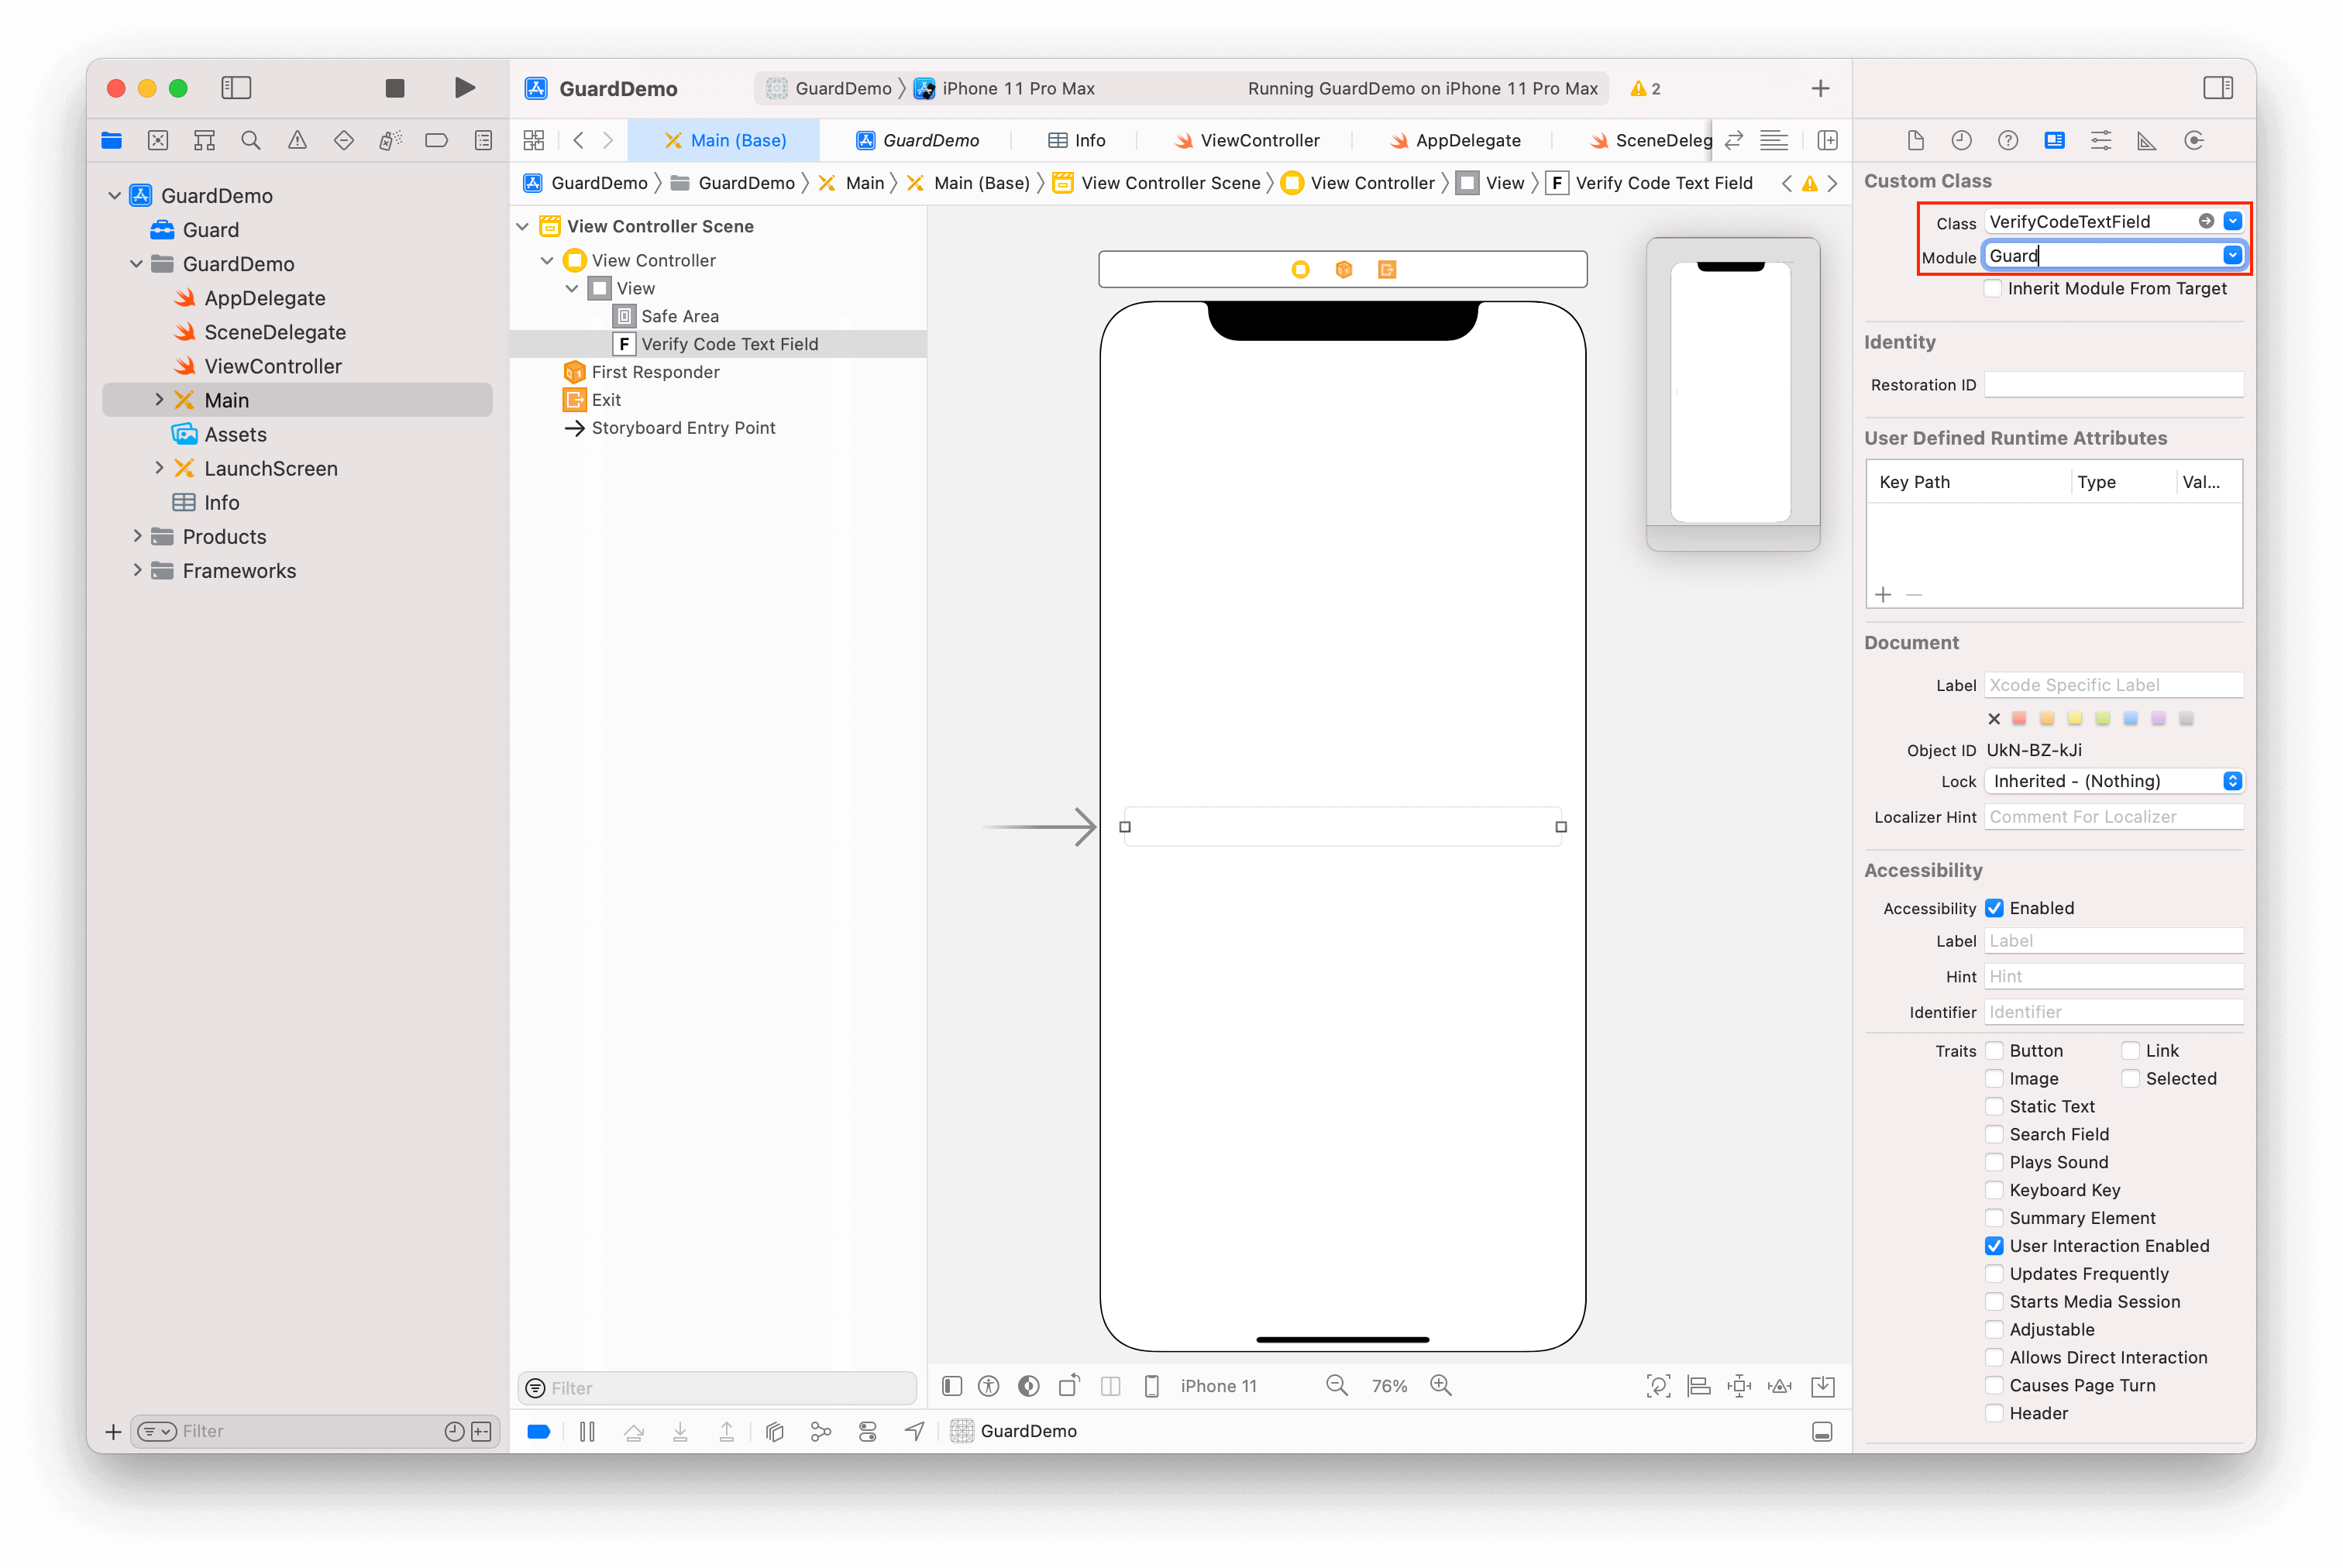 GuardDemo
GuardDemo
iPhone 11 Pro Max
Running GuardDemo on iPhone 11 Pro Max
2
Main (Base)
GuardDemo
Info
ViewController
AppDelegate
SceneDeleg
GuardDemo
GuardDemo
Main
Main (Base)
View Controller Scene
View Controller
View
F
Verify Code Text Field
GuardDemo
Guard
GuardDemo
AppDelegate
SceneDelegate
ViewController
Main
Assets
LaunchScreen
Info
Products
Frameworks
Filter
View Controller Scene
View Controller
View
Safe Area
F Verify Code Text Field
First Responder
Exit
Storyboard Entry Point
Filter
iPhone 11
76%
GuardDemo
Custom Class
Class VerifyCodeTextField
Module Guard
Inherit Module From Target
Identity
Restoration ID
User Defined Runtime Attributes
Key Path Type Val...
Document
Label Xcode Specific Label
Object ID UkN-BZ-kJi
Lock Inherited - (Nothing)
Localizer Hint Comment For Localizer
Accessibility
Accessibility Enabled
Label Label
Hint Hint
Identifier Identifier
Traits Button Link
Image Selected
Static Text
Search Field
Plays Sound
Keyboard Key
Summary Element
User Interaction Enabled
Updates Frequently
Starts Media Session
Adjustable
Allows Direct Interaction
Causes Page Turn
Header